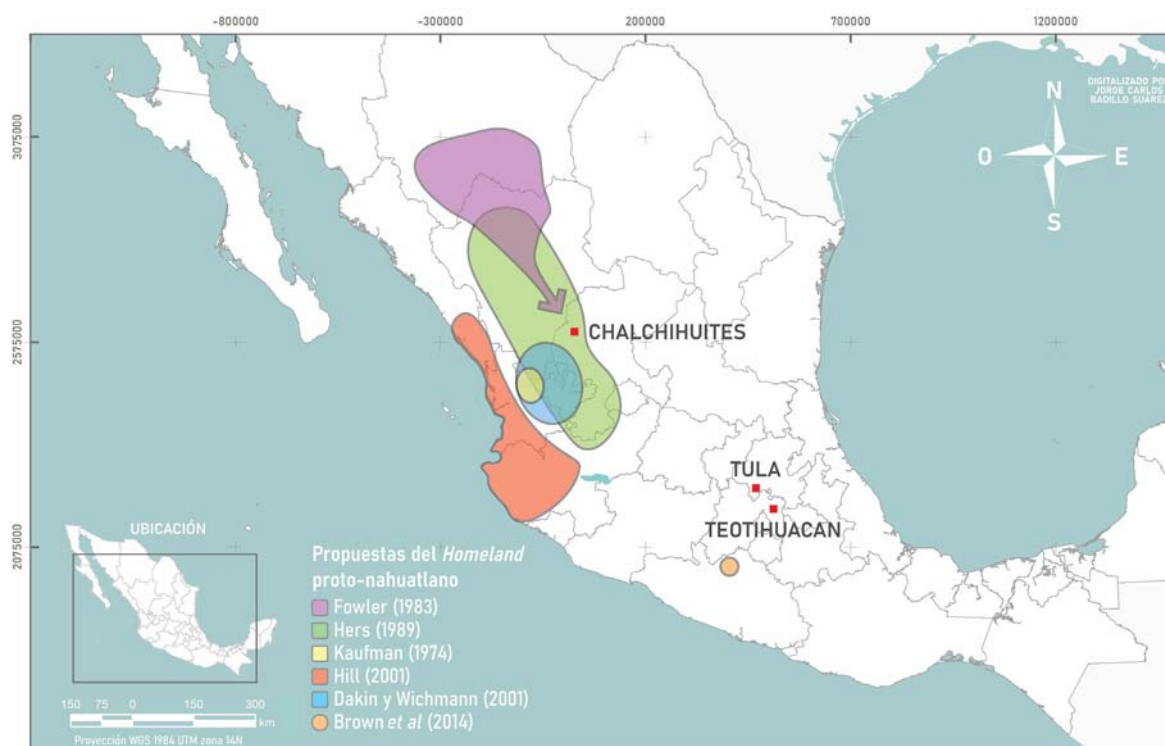 -800000 -300000 200000 700000 1200000
3075000
2575000
2075000
DIGITALIZADO POR
JORGE CARLOS
BADILLO SUÁREZ
N
O E
S
CHALCHIHUITES
TULA
TEOTIHUACAN
UBICACIÓN
150 75 0 150 300
km
Proyección WGS 1984 UTM zona 14N
Propuestas del Homeland
proto-nahuatlano
Fowler (1983)
Hers (1989)
Kaufman (1974)
Hill (2001)
Dakin y Wichmann (2001)
Brown et al (2014)